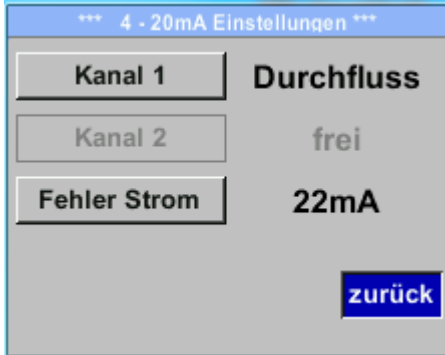 *** 4 - 20mA Einstellungen ***
Kanal 1 Durchfluss
Kanal 2 frei
Fehler Strom 22mA
zurück